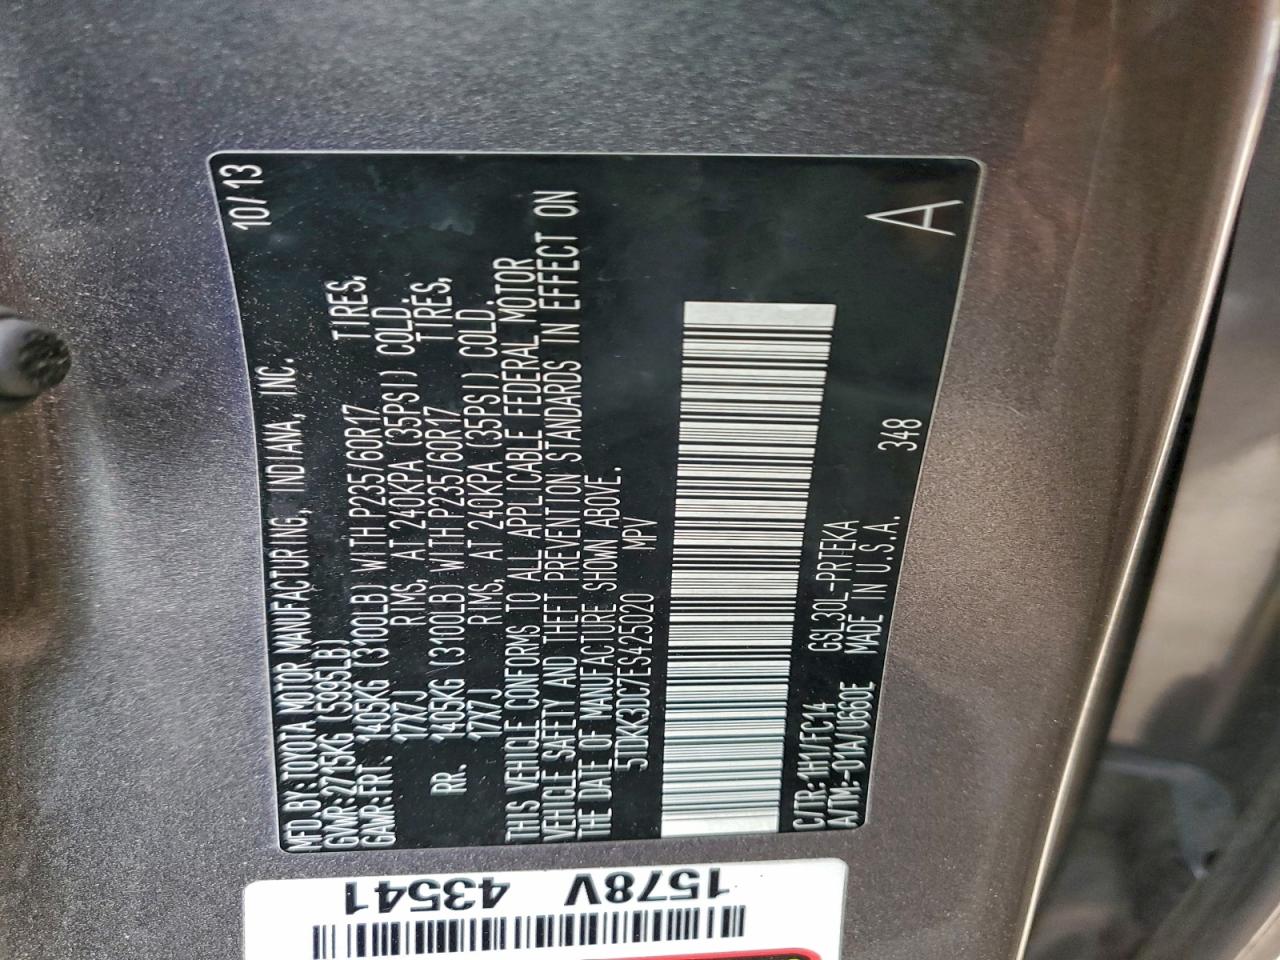 MFD. BY: TOYOTA MOTOR MANUFACTURING, INDIANA, INC. 10/13
GVWR: 2715KG (5995LB)
GAWR: FRT. 1405KG (3100LB) WITH P235/60R17 TIRES,
17X7J RIMS, AT 240KPA (35PSI) COLD.
RR. 1405KG (3100LB) WITH P235/60R17 TIRES,
17X7J RIMS, AT 240KPA (35PSI) COLD.
THIS VEHICLE CONFORMS TO ALL APPLICABLE FEDERAL MOTOR
VEHICLE SAFETY AND THEFT PREVENTION STANDARDS IN EFFECT ON
THE DATE OF MANUFACTURE SHOWN ABOVE.
5TDKK3DC7ES425020 MPV
C/TR: 1H1/FC14 GSL30L-PRTEKA 348
A/TM: -01A/U660E MADE IN U.S.A.
A
1578V 43541